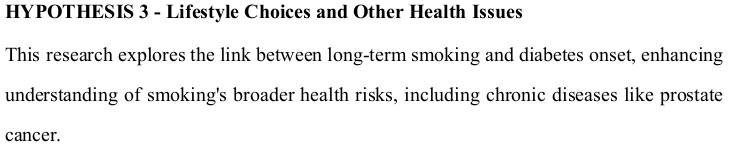 HYPOTHESIS 3 - Lifestyle Choices and Other Health Issues
This research explores the link between long-term smoking and diabetes onset, enhancing
understanding of smoking's broader health risks, including chronic diseases like prostate
cancer.